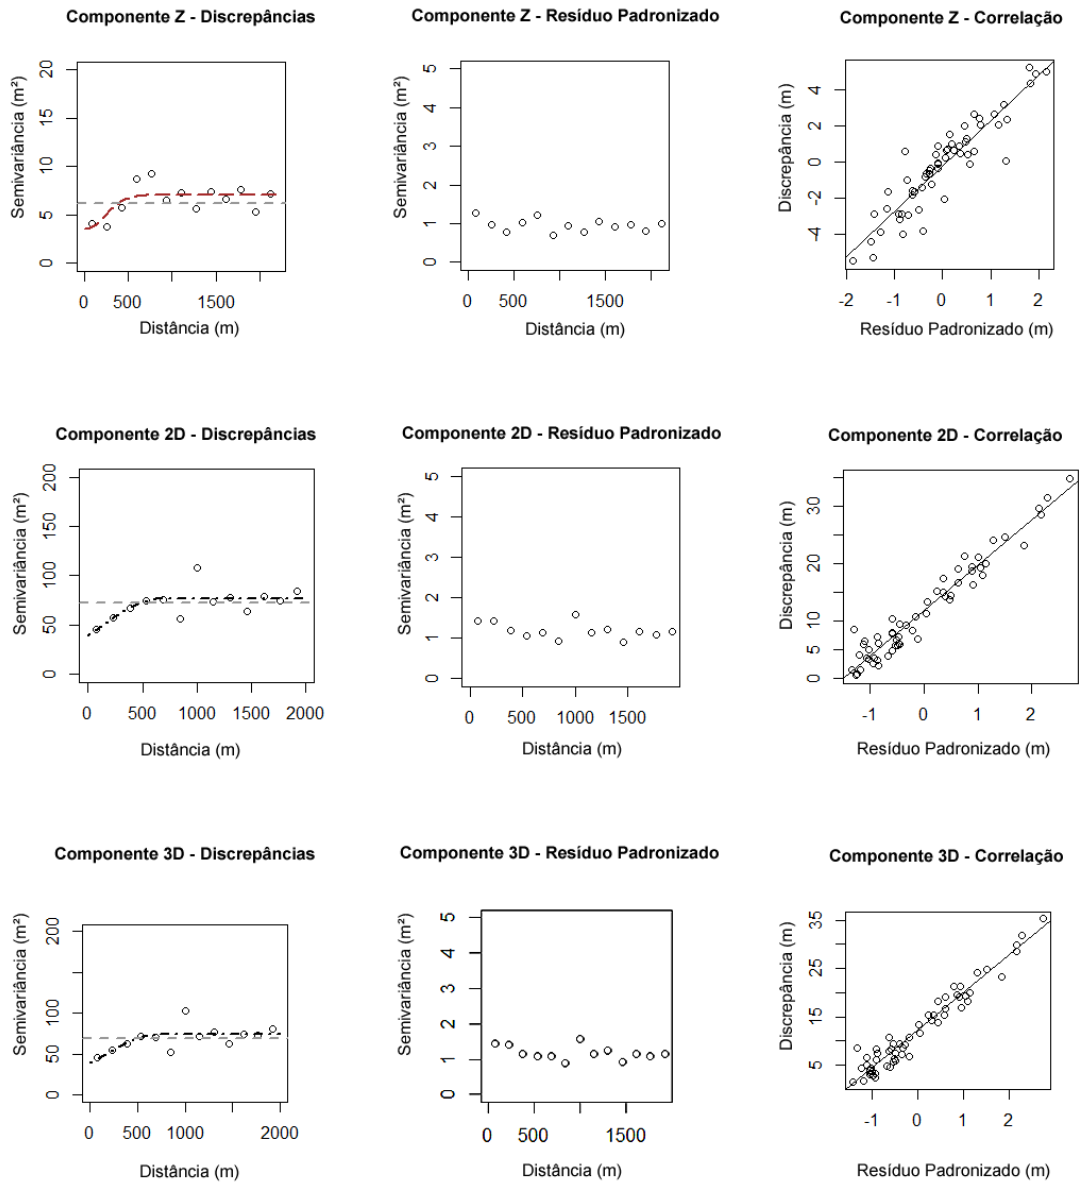 Componente Z - Discrepâncias
Semivariância (m²)
20
15
10
5
0
0 500 1500
Distância (m)
Componente Z - Resíduo Padronizado
Semivariância (m²)
5
4
3
2
1
0
0 500 1500
Distância (m)
Componente Z - Correlação
Discrepância (m)
4
2
0
-2
-4
-2 -1 0 1 2
Resíduo Padronizado (m)
Componente 2D - Discrepâncias
Semivariância (m²)
200
150
100
50
0
0 500 1000 1500 2000
Distância (m)
Componente 2D - Resíduo Padronizado
Semivariância (m²)
5
4
3
2
1
0
0 500 1000 1500
Distância (m)
Componente 2D - Correlação
Discrepância (m)
30
20
10
5
0
-1 0 1 2
Resíduo Padronizado (m)
Componente 3D - Discrepâncias
Semivariância (m²)
200
100
50
0
0 500 1000 2000
Distância (m)
Componente 3D - Resíduo Padronizado
Semivariância (m²)
5
4
3
2
1
0
0 500 1500
Distância (m)
Componente 3D - Correlação
Discrepância (m)
35
25
15
5
-1 0 1 2
Resíduo Padronizado (m)